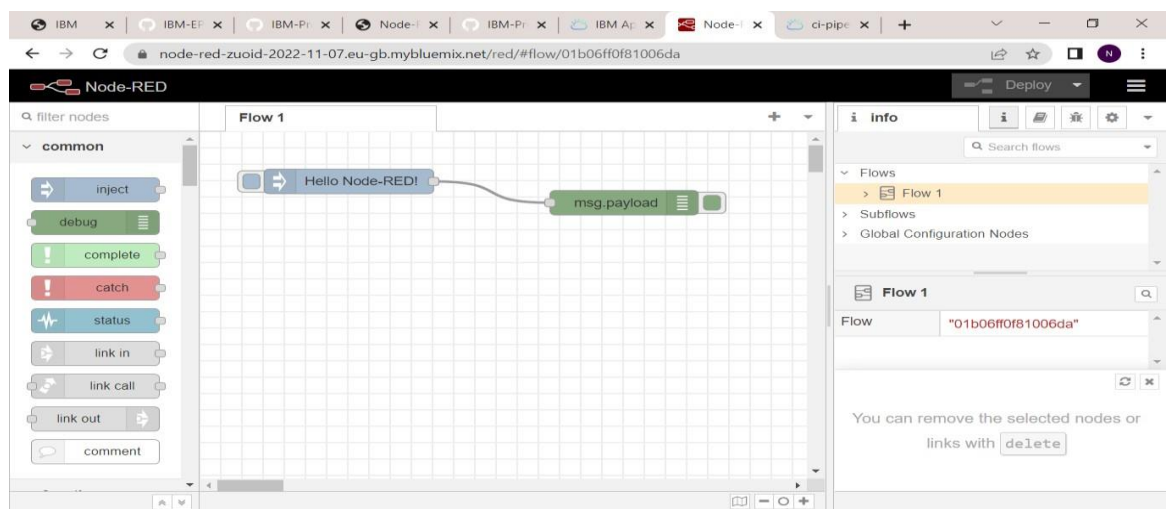 IBM IBM-EF IBM-Pr Node-I IBM-Pr IBM Ap Node-I ci-pipe
node-red-zuoid-2022-11-07.eu-gb.mybluemix.net/red/#flow/01b06ff0f81006da N
Node-RED Deploy
filter nodes Flow 1 i info i
common Search flows
inject Hello Node-RED! msg.payload Flows
Flow 1
debug Subflows
complete Global Configuration Nodes
catch Flow 1
status Flow "01b06ff0f81006da"
link in
link call
link out You can remove the selected nodes or
comment links with delete